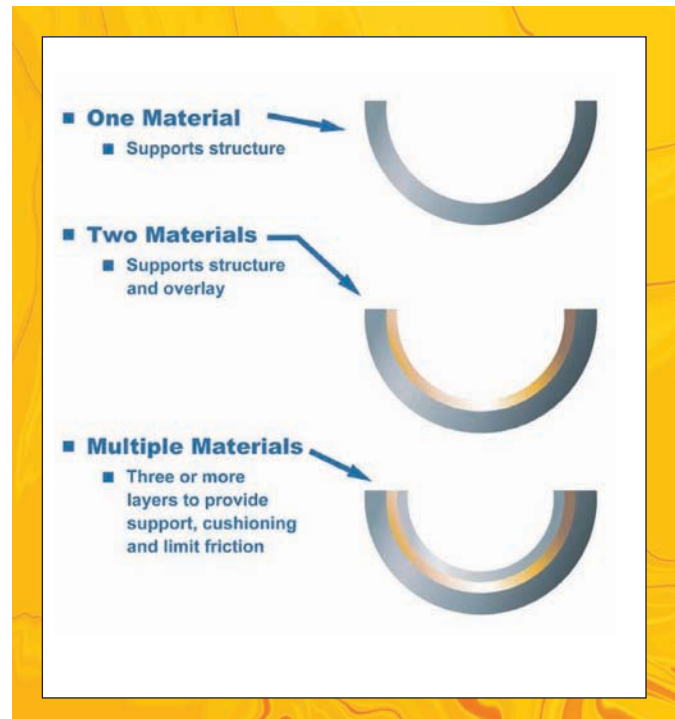 One Material
Supports structure
Two Materials
Supports structure
and overlay
Multiple Materials
Three or more
layers to provide
support, cushioning
and limit friction